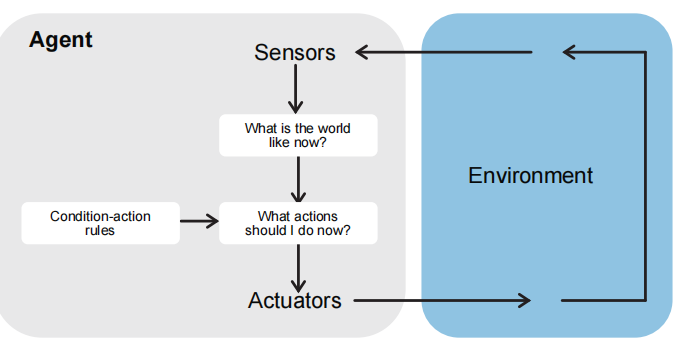 Agent
Sensors
What is the world
like now?
Environment
Condition-action
rules
What actions
should I do now?
Actuators